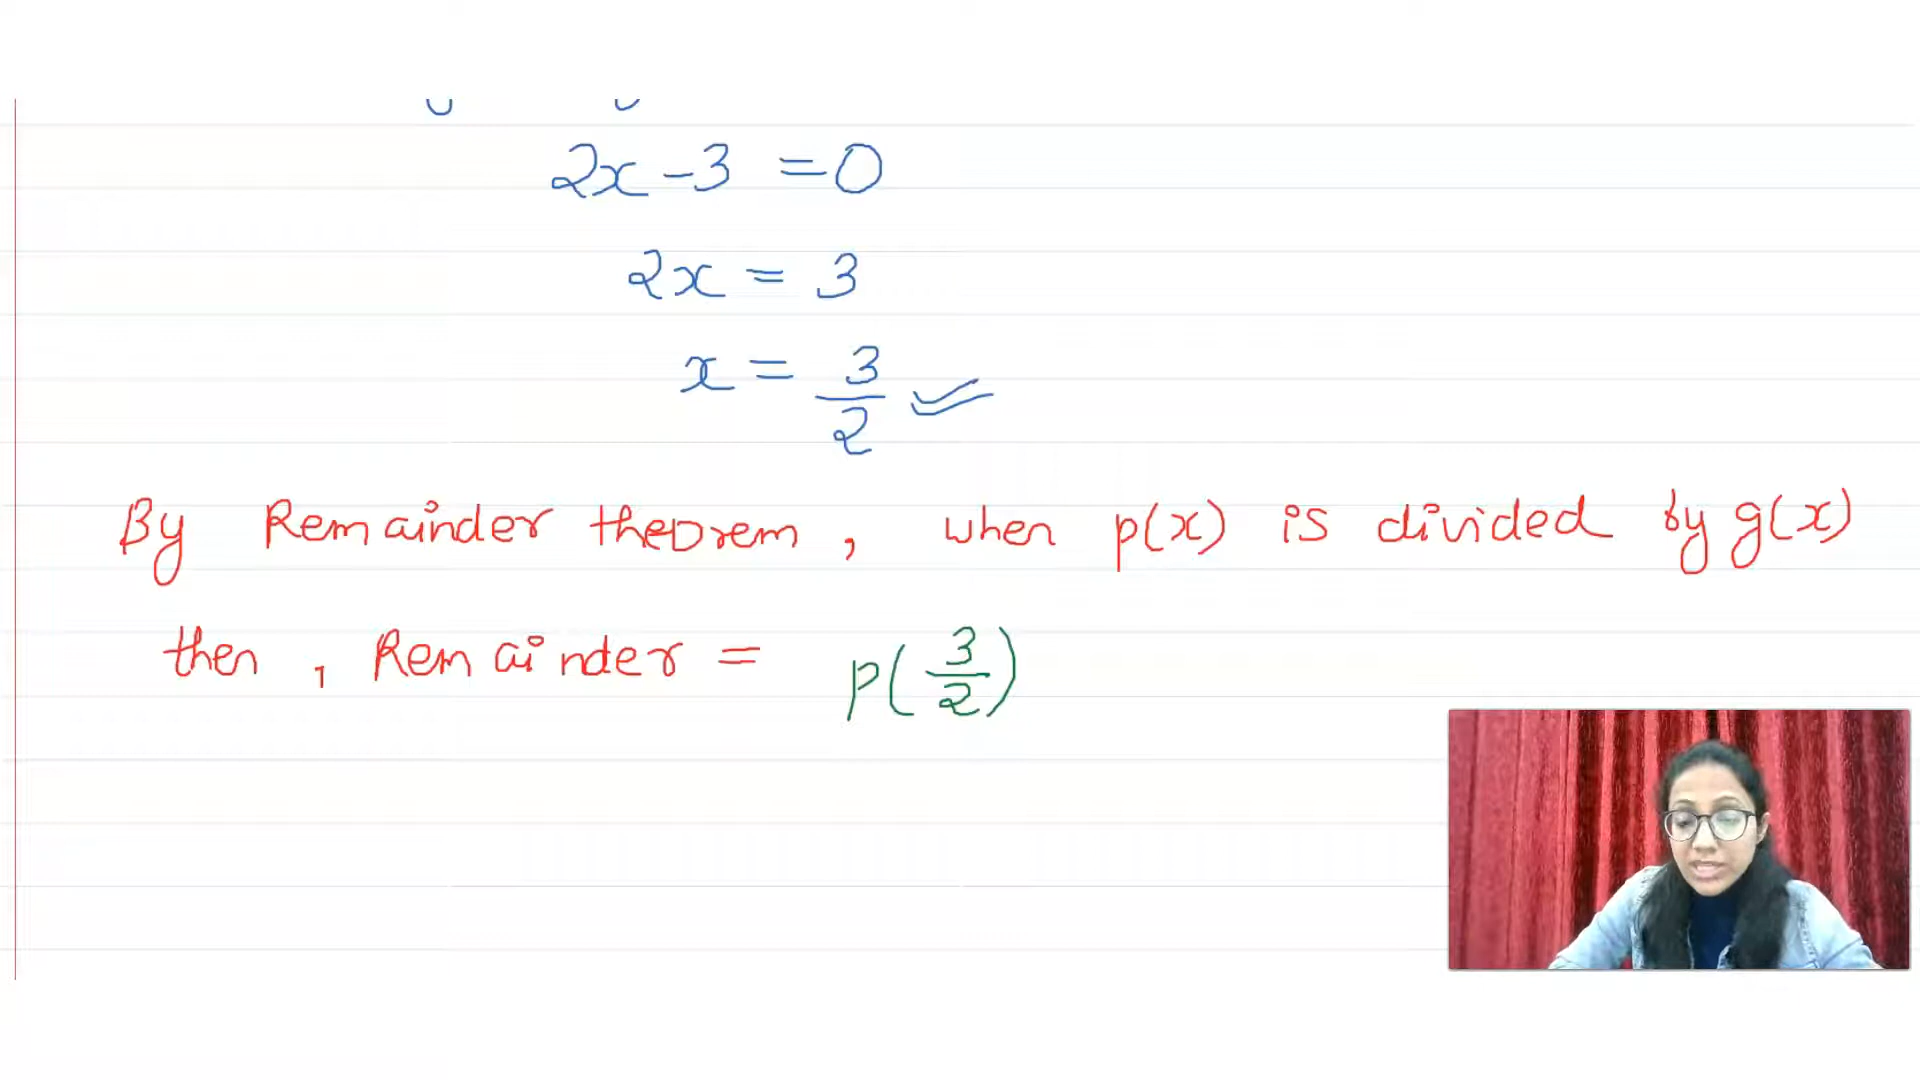 2x - 3 = 0
2x = 3
x = 3/2
By Remainder theorem, when p(x) is divided by g(x)
then, Remainder = p(3/2)